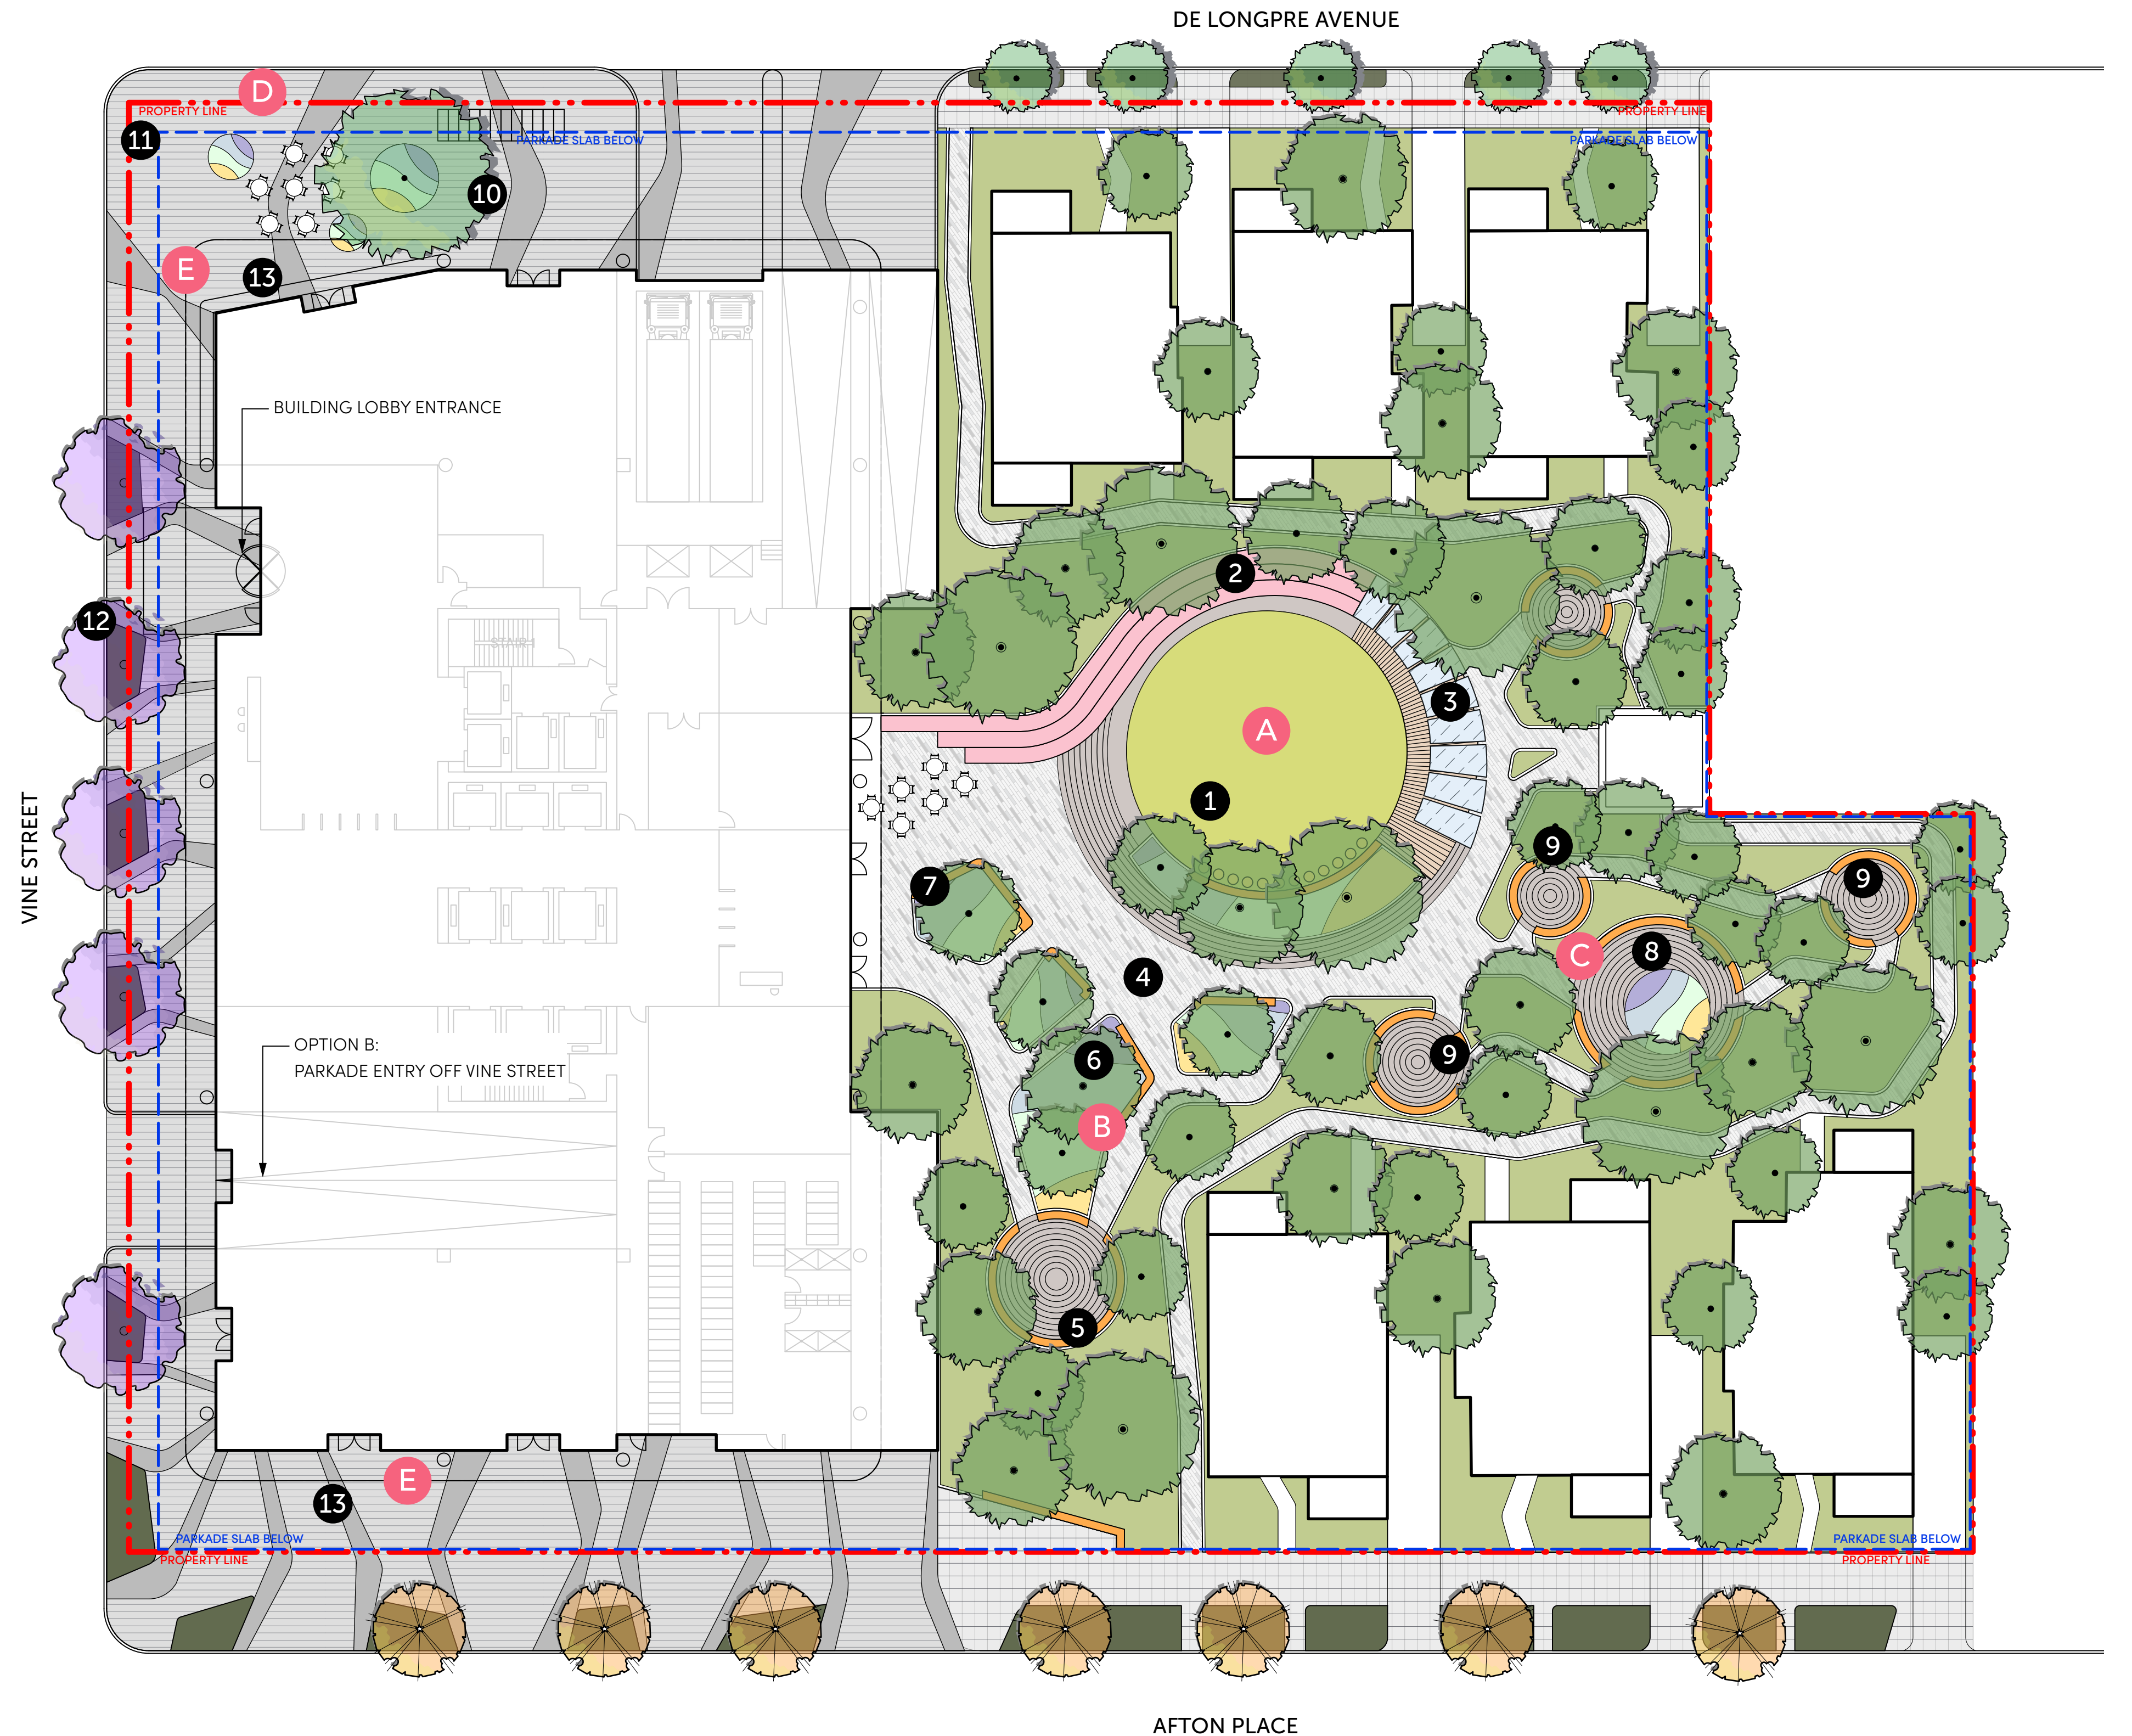 DE LONGPRE AVENUE
D
PROPERTY LINE
PROPERTY LINE
11
PARKADE SLAB BELOW
PARKADE SLAB BELOW
10
E
13
BUILDING LOBBY ENTRANCE
2
12
STAIR 1
3
A
1
VINE STREET
9
7
9
C
8
4
OPTION B:
PARKADE ENTRY OFF VINE STREET
6
9
B
5
E
13
PARKADE SLAB BELOW
PARKADE SLAB BELOW
PROPERTY LINE
PROPERTY LINE
AFTON PLACE